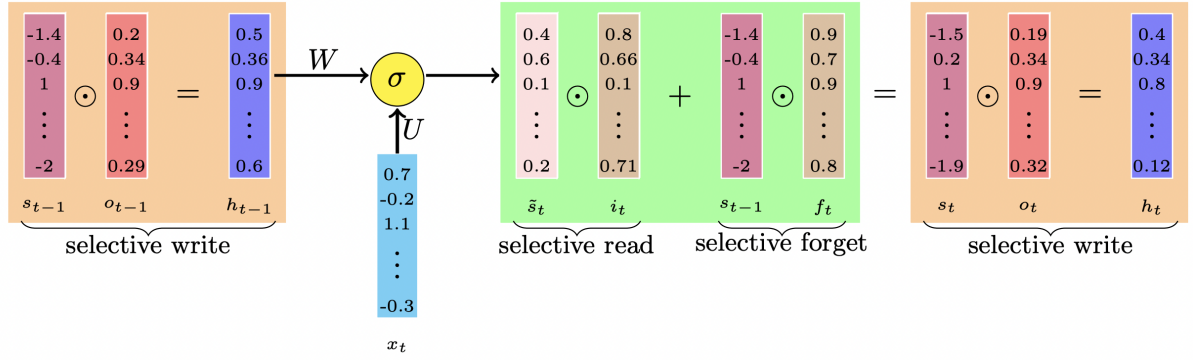 -1.4 0.2 0.5 W σ 0.4 0.8 -1.4 0.9 -1.5 0.19 0.4
-0.4 0.34 0.36 0.6 0.66 -0.4 0.7 0.2 0.34 0.34
1 ⊙ 0.9 = 0.9 0.1 ⊙ 0.1 + 1 ⊙ 0.9 = 1 ⊙ 0.9 = 0.8
⋮ ⋮ ⋮ U ⋮ ⋮ ⋮ ⋮ ⋮ ⋮ ⋮
-2 0.29 0.6 0.2 0.71 -2 0.8 -1.9 0.32 0.12
s_{t-1} o_{t-1} h_{t-1} s̃_t i_t s_{t-1} f_t s_t o_t h_t
selective write selective read selective forget selective write
0.7
-0.2
1.1
⋮
-0.3
x_t